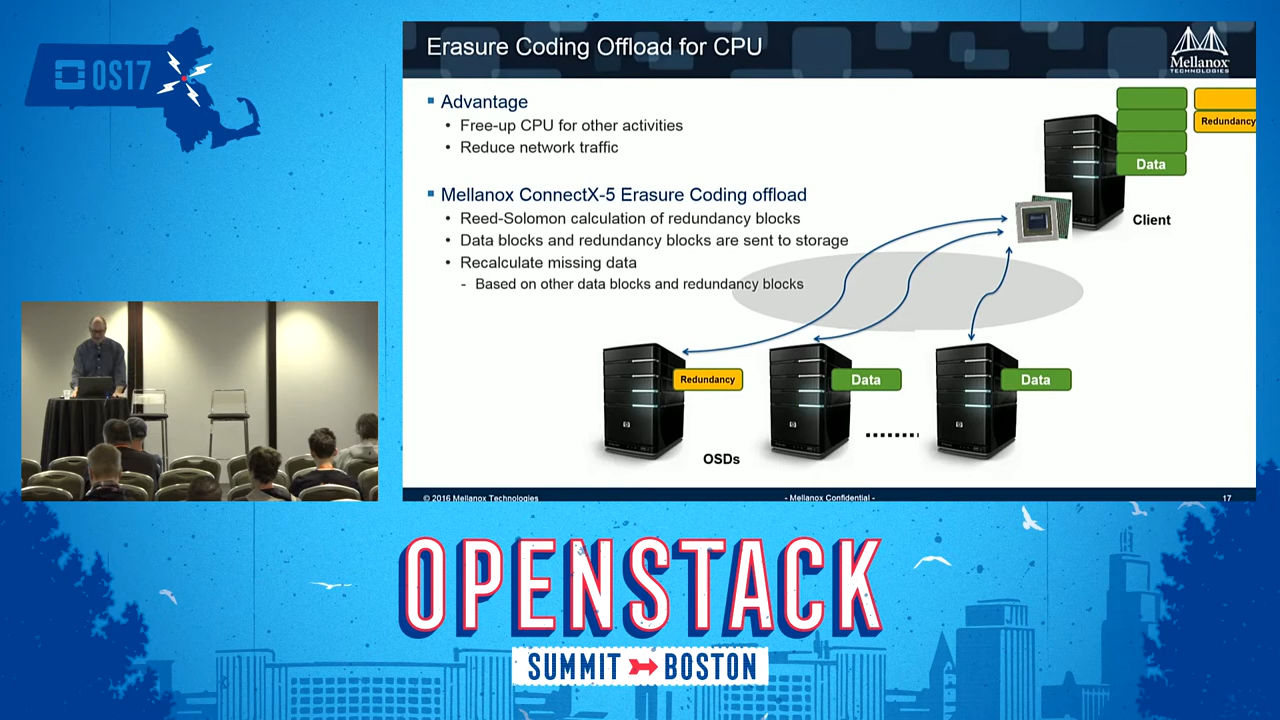 OS17
Erasure Coding Offload for CPU
Mellanox
TECHNOLOGIES
Advantage
• Free-up CPU for other activities
• Reduce network traffic
Mellanox ConnectX-5 Erasure Coding offload
• Reed-Solomon calculation of redundancy blocks
• Data blocks and redundancy blocks are sent to storage
• Recalculate missing data
- Based on other data blocks and redundancy blocks
Redundancy
Data
Client
Redundancy
Data
Data
OSDs
© 2016 Mellanox Technologies
- Mellanox Confidential -
17
OPENSTACK
SUMMIT BOSTON